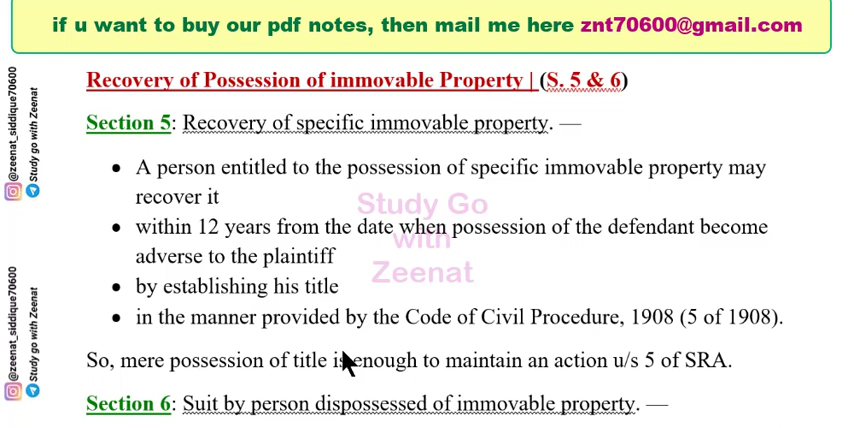 if u want to buy our pdf notes, then mail me here znt70600@gmail.com
Recovery of Possession of immovable Property | (S. 5 & 6)
Section 5: Recovery of specific immovable property. —
• A person entitled to the possession of specific immovable property may
recover it
• within 12 years from the date when possession of the defendant become
adverse to the plaintiff
• by establishing his title
• in the manner provided by the Code of Civil Procedure, 1908 (5 of 1908).
So, mere possession of title is enough to maintain an action u/s 5 of SRA.
Section 6: Suit by person dispossessed of immovable property. —
Study Go
with
Zeenat
@zeenat_siddique70600
Study go with Zeenat
@zeenat_siddique70600
Study go with Zeenat